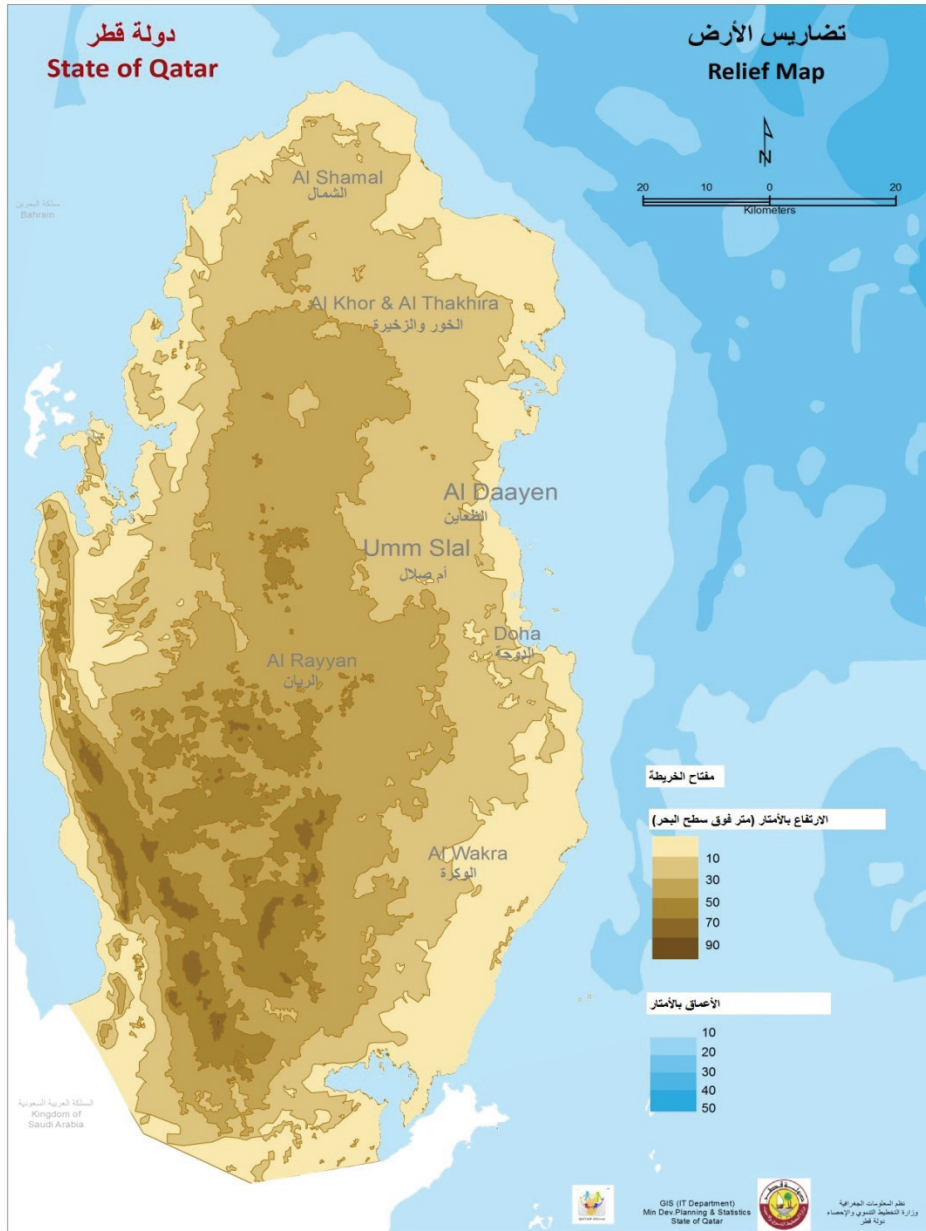 دولة قطر
State of Qatar
تضاريس الأرض
Relief Map
N
20 10 0 20
Kilometers
مملكة البحرين
Bahrain
Al Shamal
الشمال
Al Khor & Al Thakhira
الخور والزخيرة
Al Daayen
الظعاين
Umm Slal
أم صلال
Doha
الدوحة
Al Rayyan
الريان
Al Wakra
الوكرة
مفتاح الخريطة
الارتفاع بالأمتار (متر فوق سطح البحر)
10
30
50
70
90
الأعماق بالأمتار
10
20
30
40
50
المملكة العربية السعودية
Kingdom of
Saudi Arabia
GIS (IT Department)
Min Dev.Planning & Statistics
State of Qatar
نظم المعلومات الجغرافية
وزارة التخطيط التنموي والإحصاء
دولة قطر